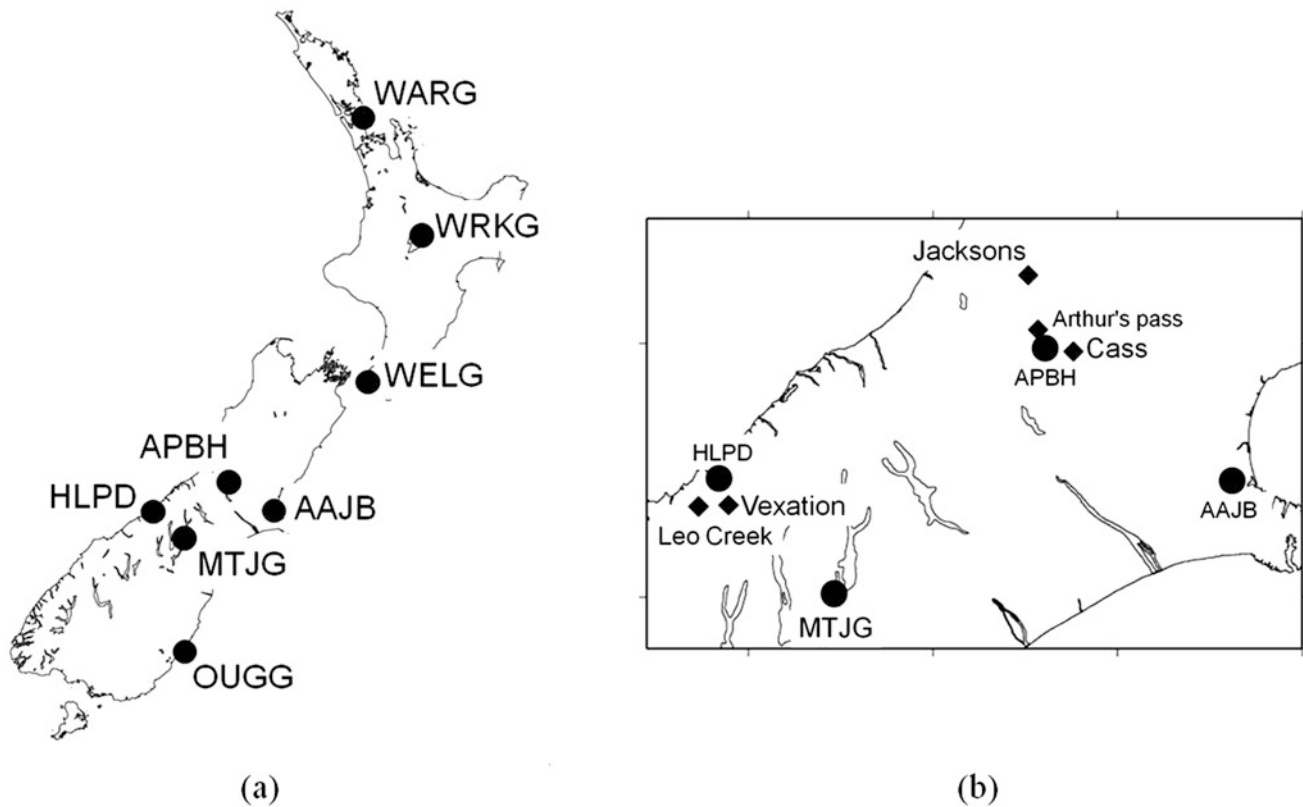 WARG
WRKG
WELG
APBH
HLPD
AAJB
MTJG
OUGG
(a)
Jacksons
Arthur's pass
Cass
APBH
HLPD
Vexation
Leo Creek
AAJB
MTJG
(b)